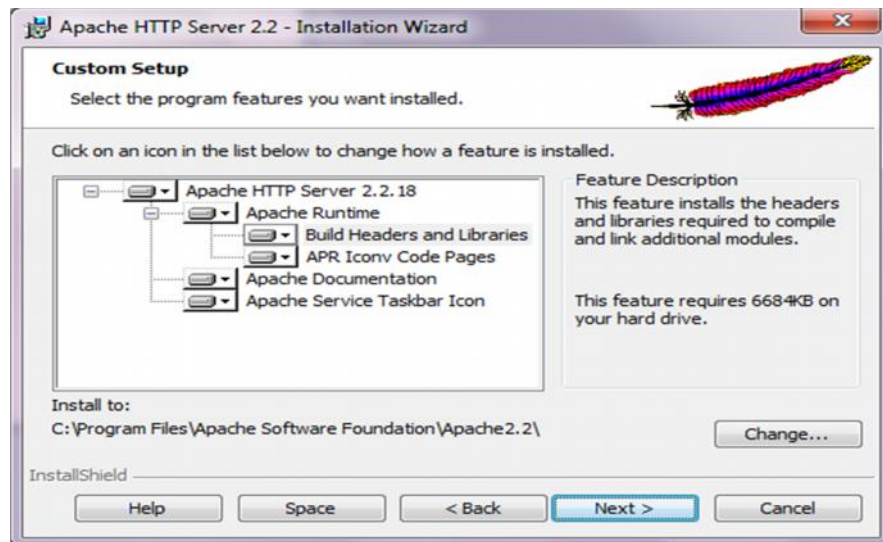 Apache HTTP Server 2.2 - Installation Wizard
Custom Setup
Select the program features you want installed.
Click on an icon in the list below to change how a feature is installed.
Apache HTTP Server 2.2.18
Apache Runtime
Build Headers and Libraries
APR Iconv Code Pages
Apache Documentation
Apache Service Taskbar Icon
Feature Description
This feature installs the headers
and libraries required to compile
and link additional modules.
This feature requires 6684KB on
your hard drive.
Install to:
C:\Program Files\Apache Software Foundation\Apache2.2\
Change...
InstallShield
Help
Space
< Back
Next >
Cancel